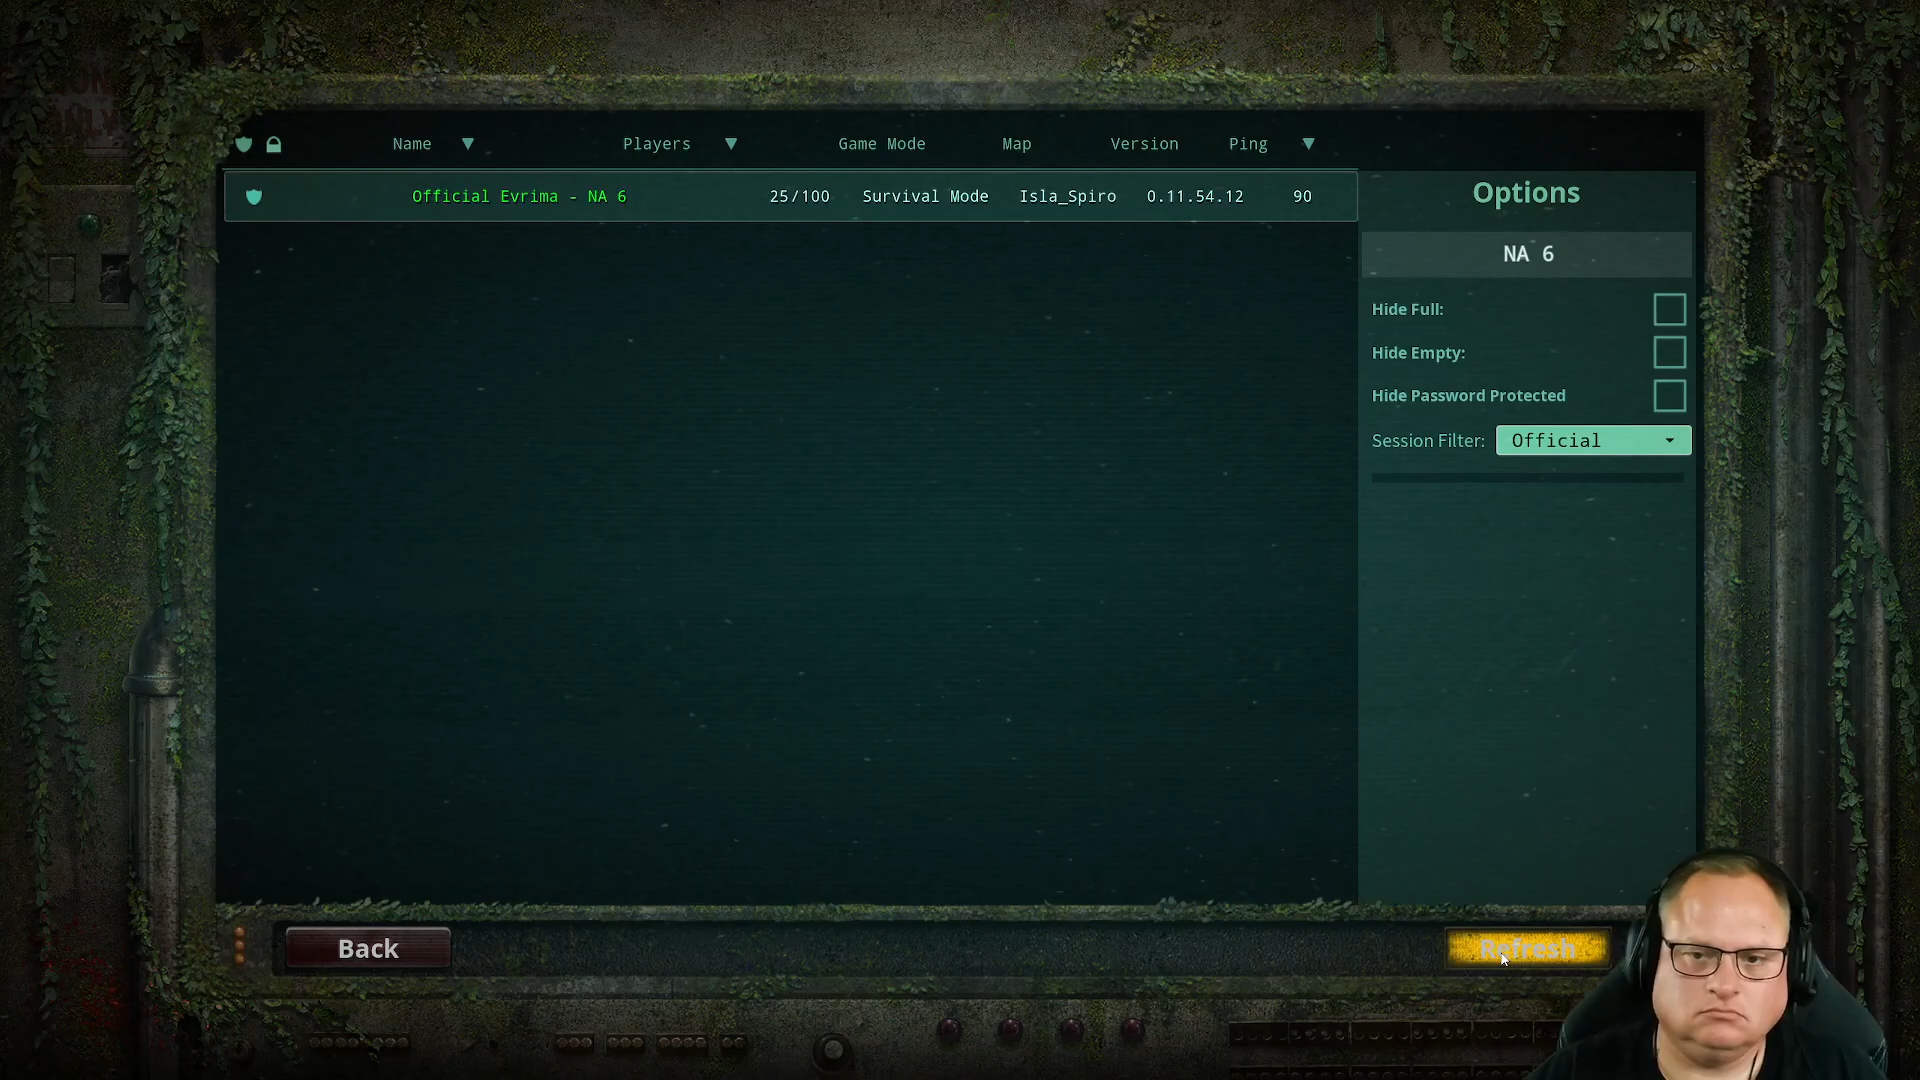 Name ▼ Players ▼ Game Mode Map Version Ping ▼
Official Evrima - NA 6 25/100 Survival Mode Isla_Spiro 0.11.54.12 90
Options
NA 6
Hide Full:
Hide Empty:
Hide Password Protected
Session Filter: Official
Back
Refresh